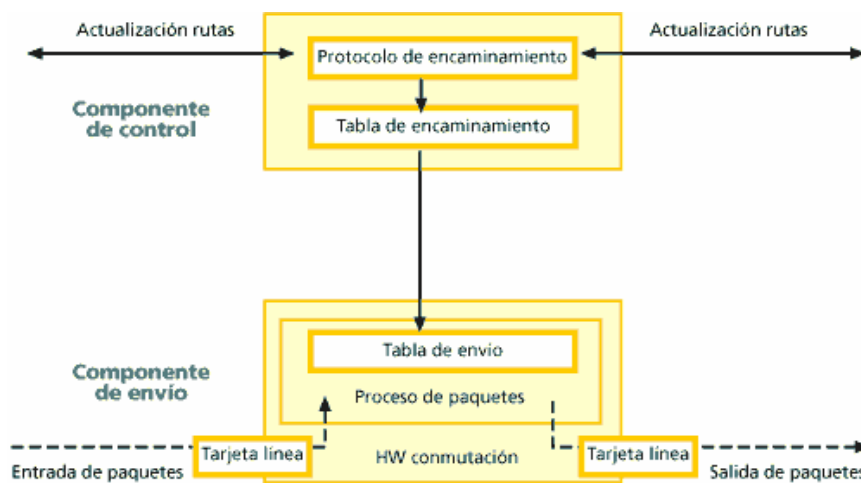 Actualización rutas
Actualización rutas
Protocolo de encaminamiento
Componente
de control
Tabla de encaminamiento
Tabla de envío
Componente
de envío
Proceso de paquetes
Tarjeta línea
HW conmutación
Tarjeta línea
Entrada de paquetes
Salida de paquetes